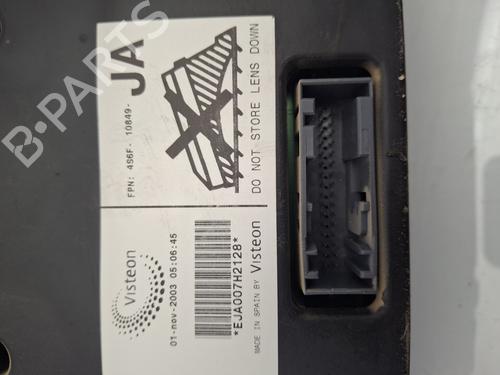 FPN: 4S6F- 10849-
JA
DO NOT STORE LENS DOWN
Visteon
01-nov-2003 05:06:45
*EJA007H2128*
MADE IN SPAIN BY Visteon
B-PARTS